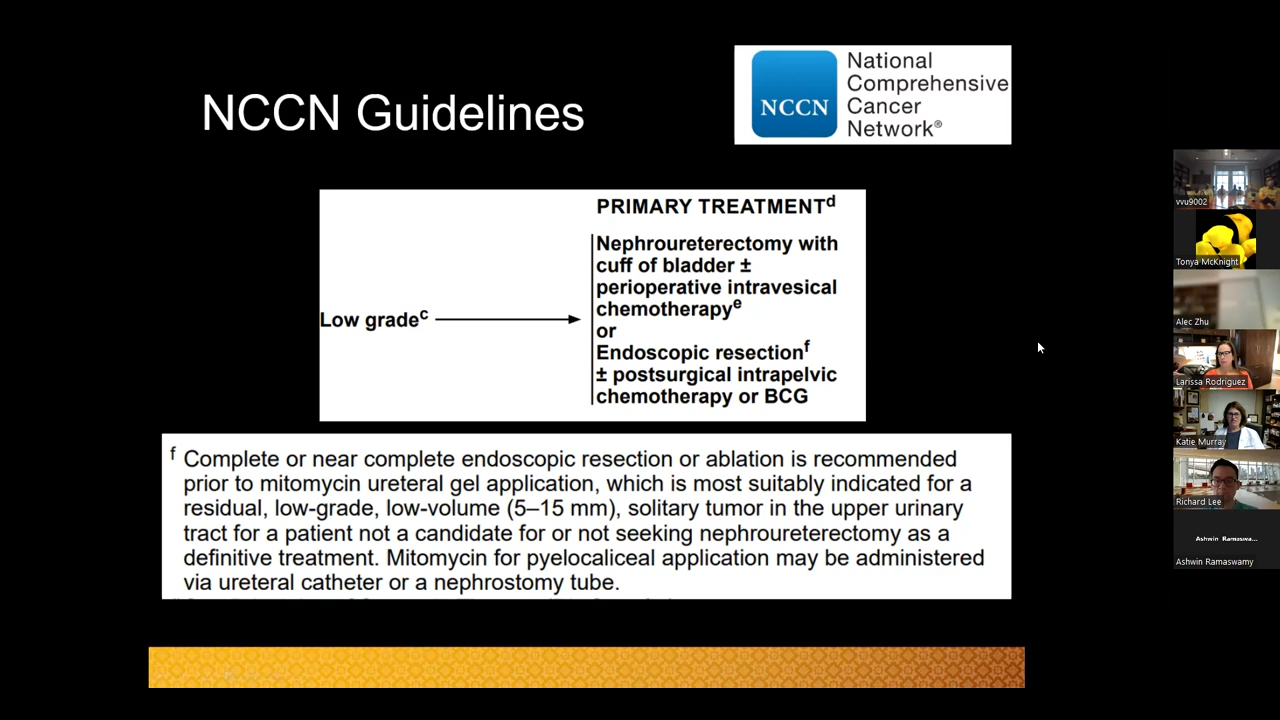 NCCN Guidelines
NCCN
National
Comprehensive
Cancer
Network®
PRIMARY TREATMENTd
Low gradec
Nephroureterectomy with
cuff of bladder ±
perioperative intravesical
chemotherapye
or
Endoscopic resectionf
± postsurgical intrapelvic
chemotherapy or BCG
f Complete or near complete endoscopic resection or ablation is recommended
prior to mitomycin ureteral gel application, which is most suitably indicated for a
residual, low-grade, low-volume (5–15 mm), solitary tumor in the upper urinary
tract for a patient not a candidate for or not seeking nephroureterectomy as a
definitive treatment. Mitomycin for pyelocaliceal application may be administered
via ureteral catheter or a nephrostomy tube.
vvu9002
Tonya McKnight
Alec Zhu
Larissa Rodriguez
Katie Murray
Richard Lee
Ashwin Ramaswa...
Ashwin Ramaswamy